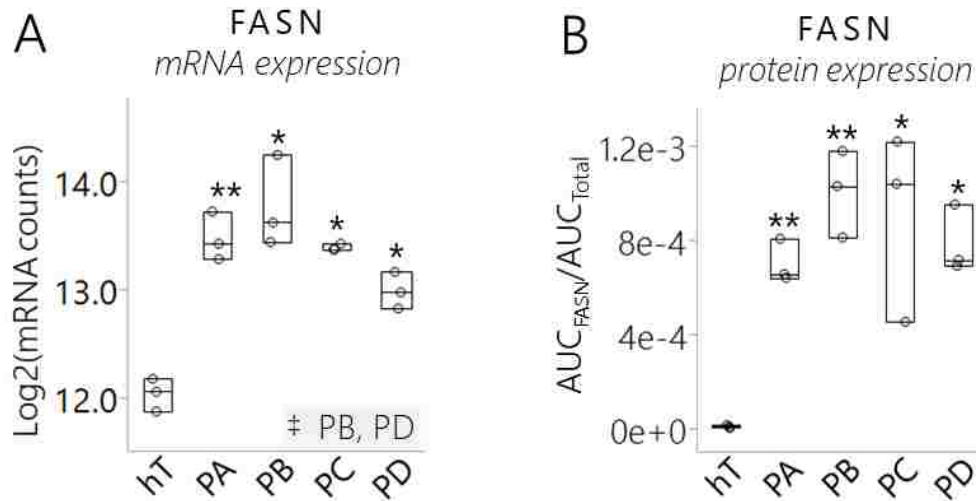 A
FASN
mRNA expression
Log2(mRNA counts)
14.0
13.0
12.0
**
*
*
*
‡ PB, PD
hT PA PB PC PD
B
FASN
protein expression
AUCFASN/AUCTotal
1.2e-3
8e-4
4e-4
0e+0
**
**
*
*
hT PA PB PC PD